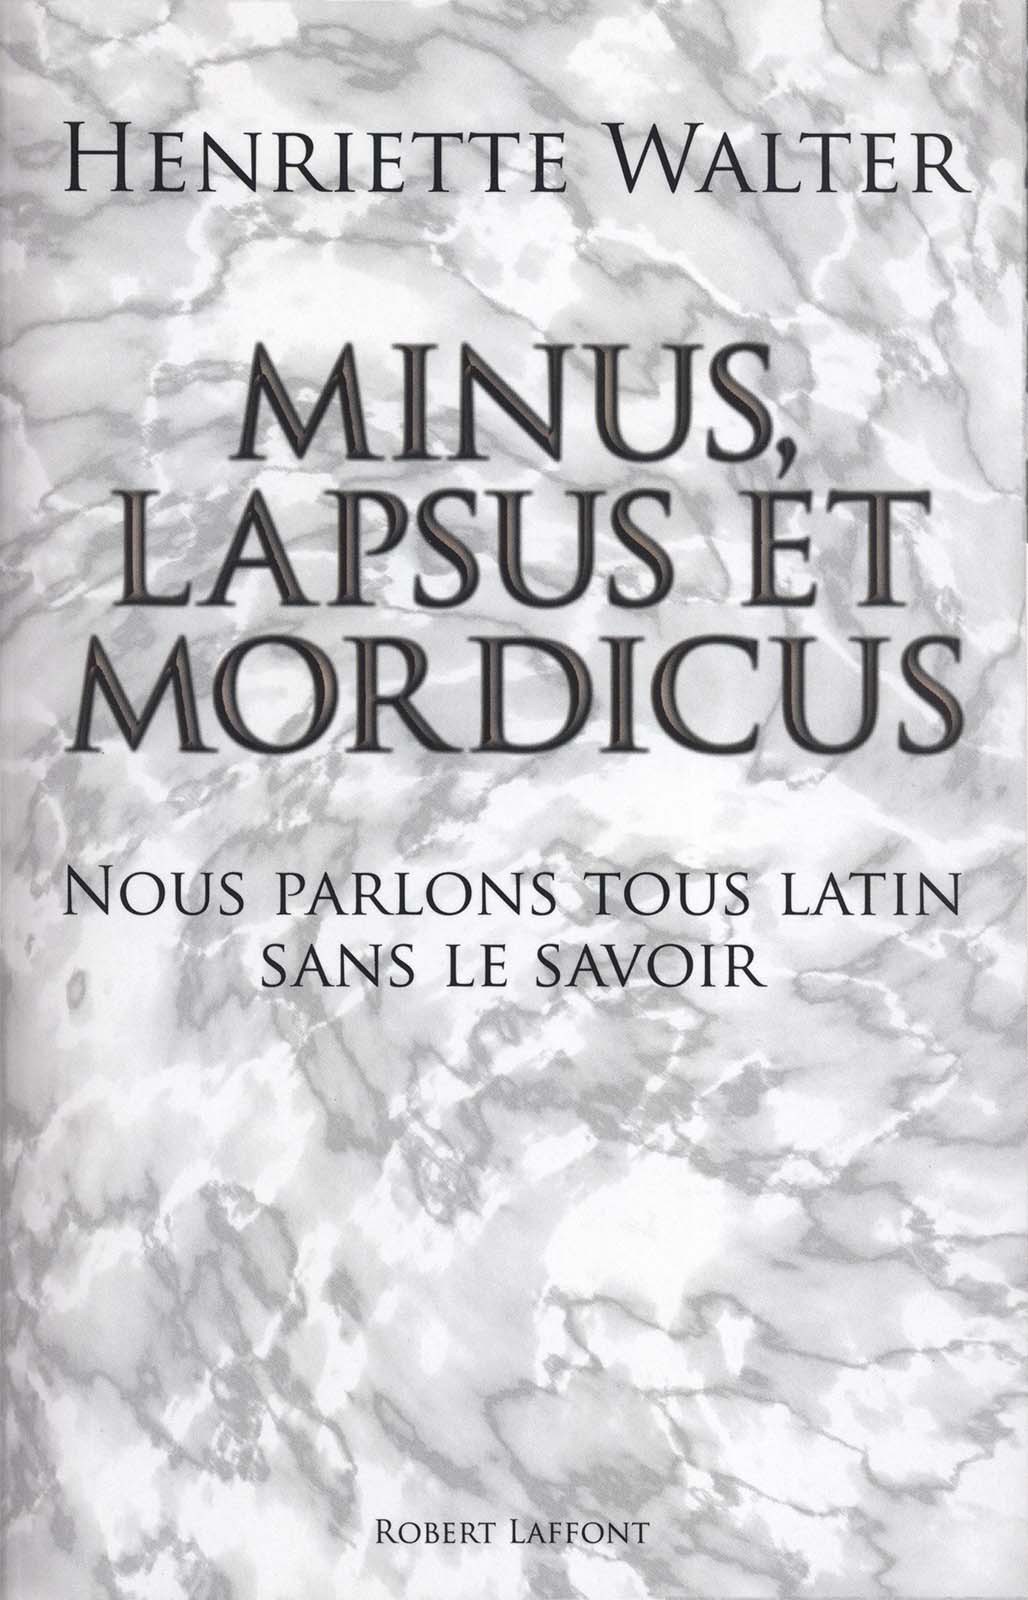 HENRIETTE WALTER
MINUS,
LAPSUS ET
MORDICUS
NOUS PARLONS TOUS LATIN
SANS LE SAVOIR
ROBERT LAFFONT